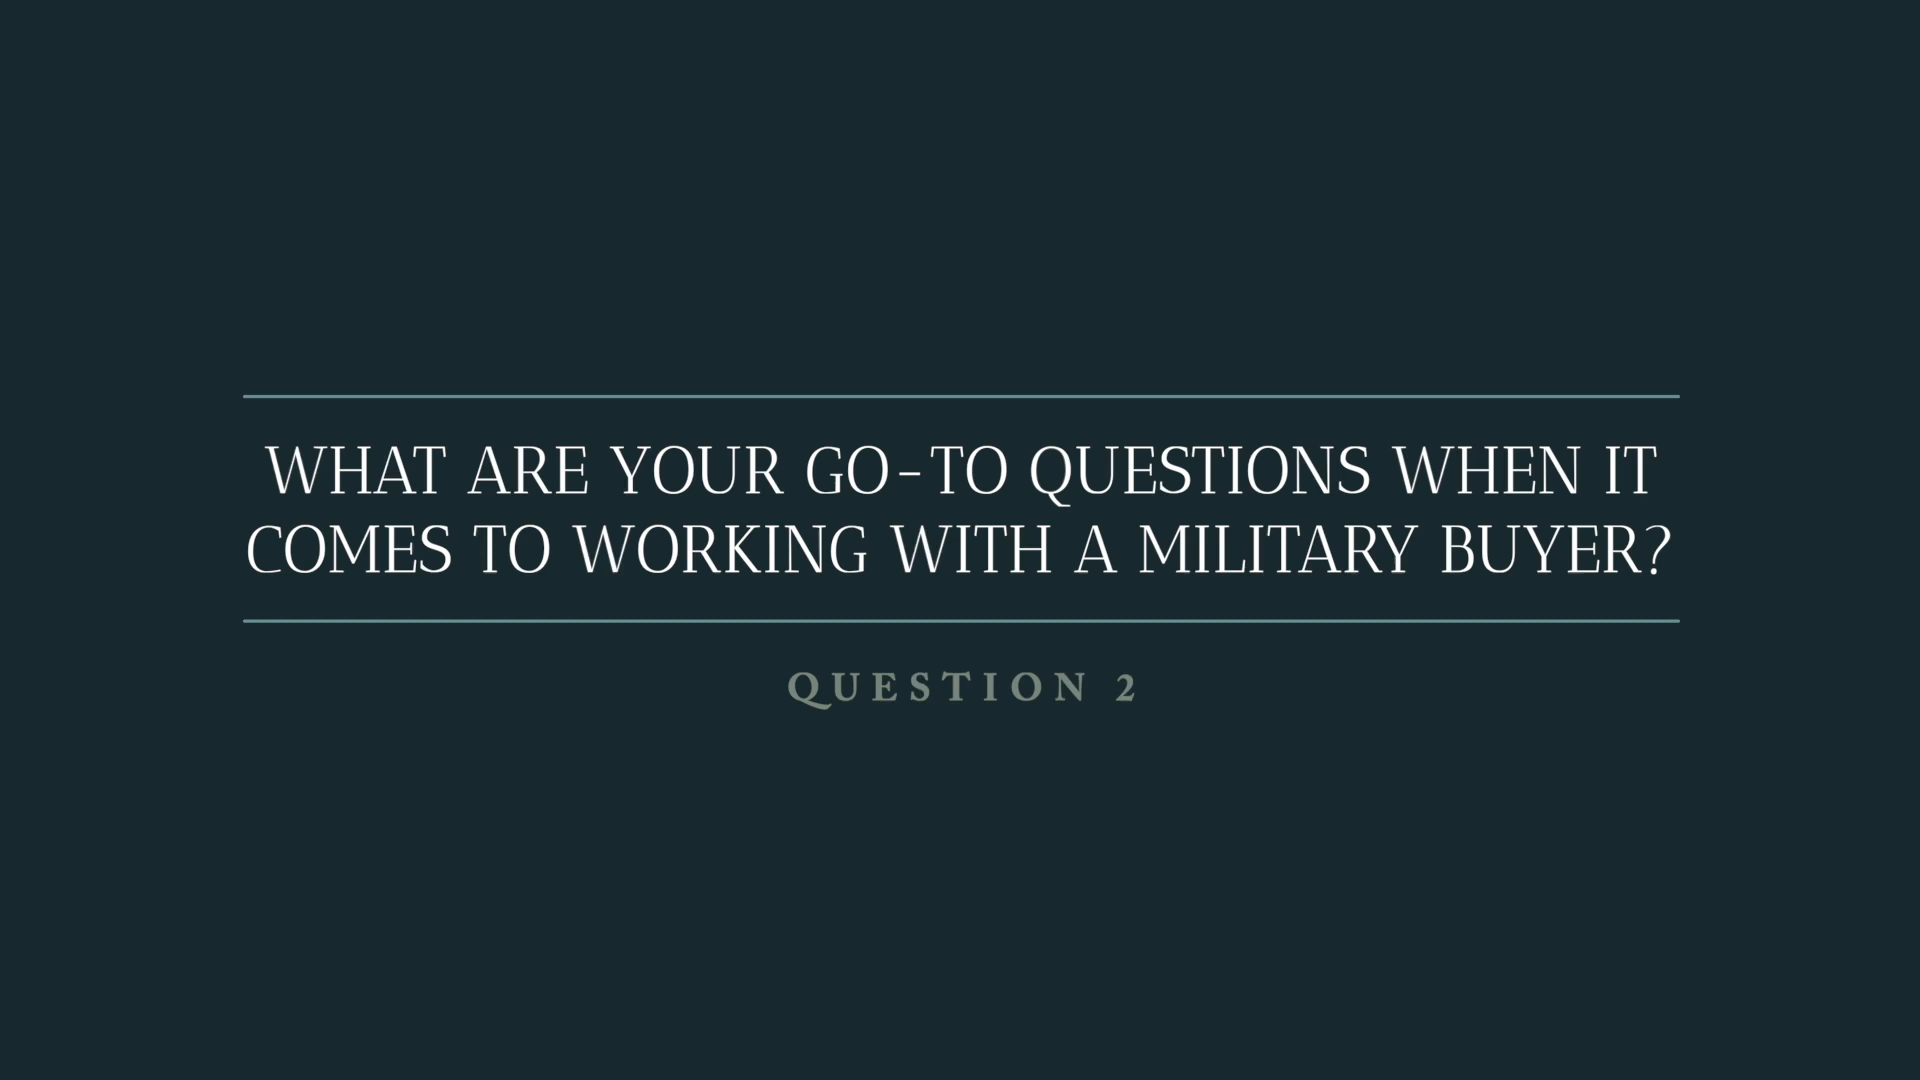 WHAT ARE YOUR GO-TO QUESTIONS WHEN IT
COMES TO WORKING WITH A MILITARY BUYER?
QUESTION 2